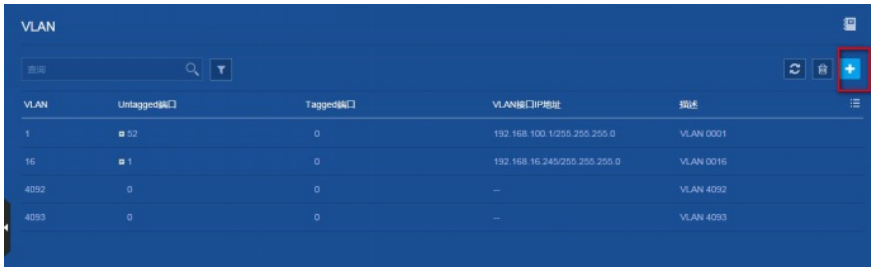 VLAN
查询
VLAN Untagged端口 Tagged端口 VLAN接口IP地址 描述
1 52 0 192.168.100.1/255.255.255.0 VLAN 0001
16 1 0 192.168.16.245/255.255.255.0 VLAN 0016
4092 0 0 -- VLAN 4092
4093 0 0 -- VLAN 4093